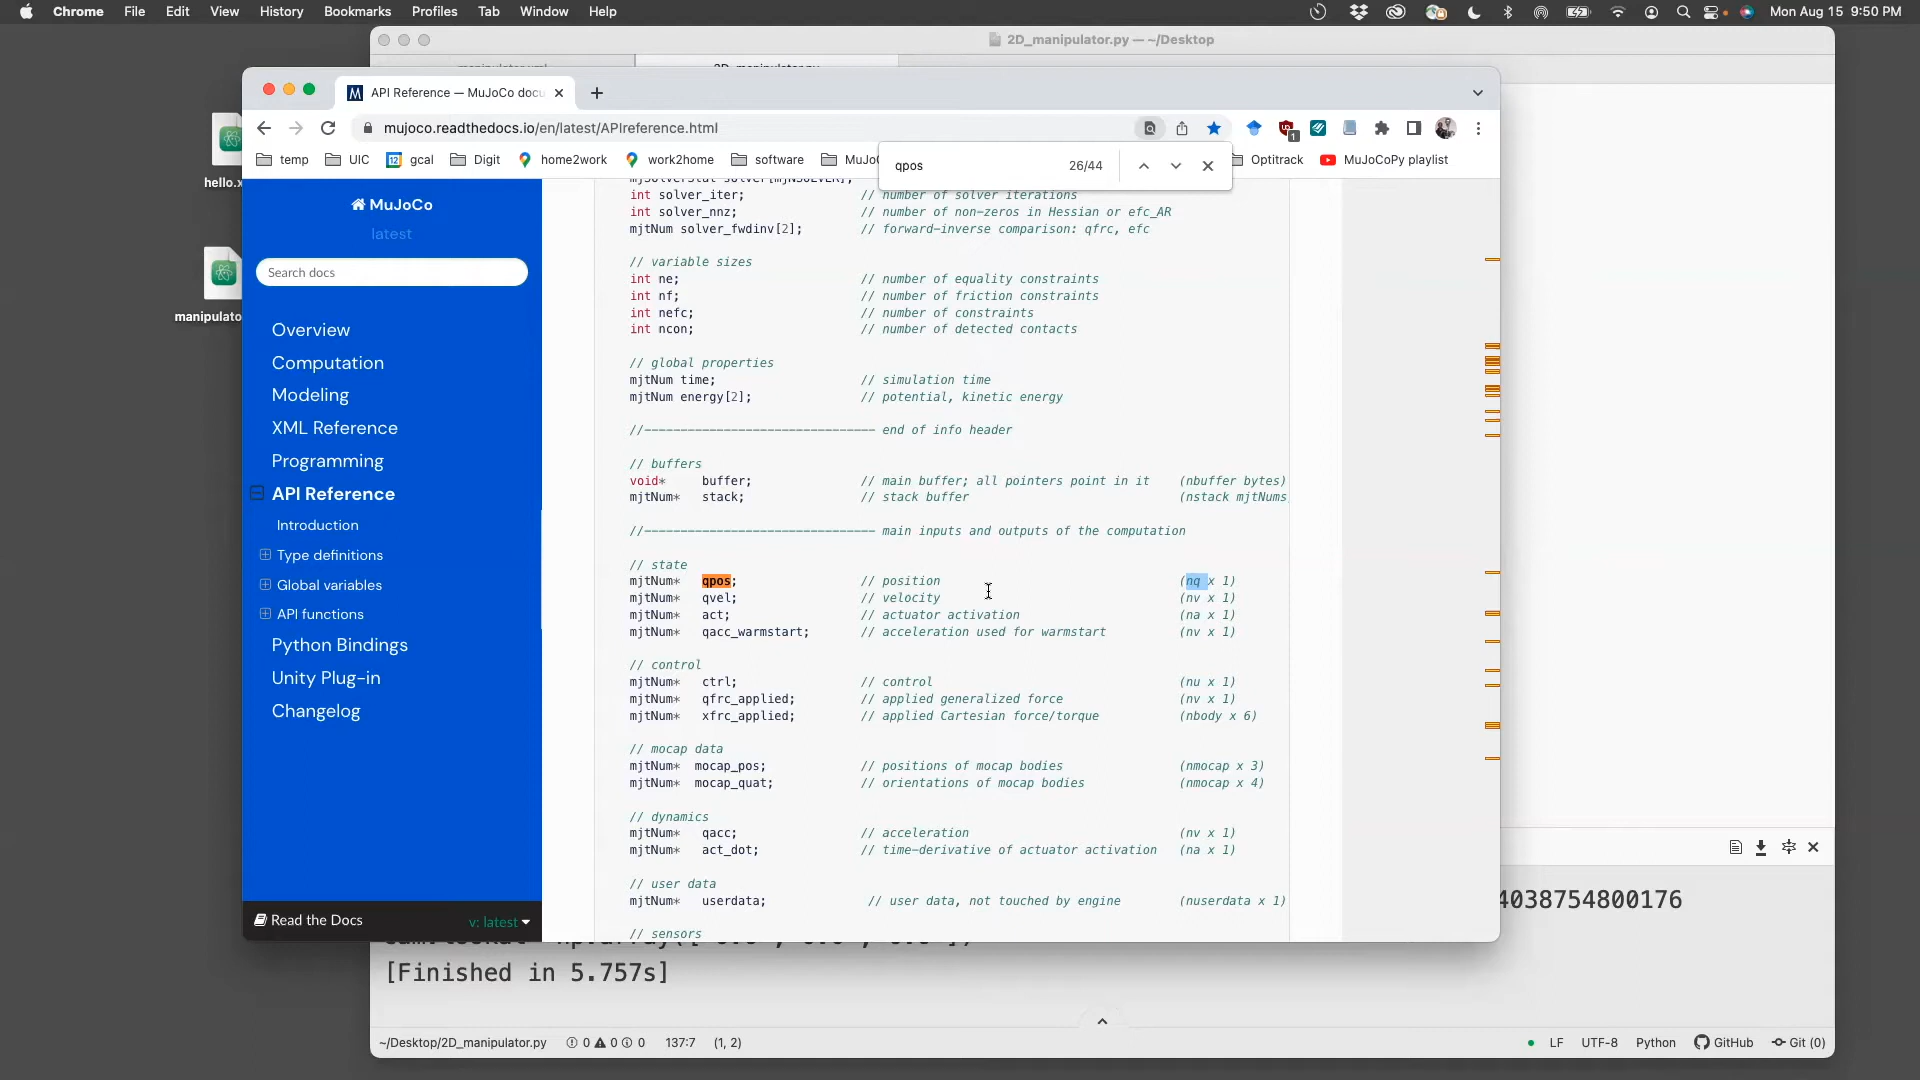 Chrome File Edit View History Bookmarks Profiles Tab Window Help Mon Aug 15 9:50 PM
2D_manipulator.py — ~/Desktop
API Reference — MuJoCo docu
mujoco.readthedocs.io/en/latest/APIreference.html
1
temp UIC 12 gcal Digit home2work work2home software MuJo Optitrack MuJoCoPy playlist
qpos 26/44
hello.x
manipulato
MuJoCo
latest
Search docs
Overview
Computation
Modeling
XML Reference
Programming
API Reference
Introduction
Type definitions
Global variables
API functions
Python Bindings
Unity Plug-in
Changelog
Read the Docs v: latest
int solver_iter; // number of solver iterations
int solver_nnz; // number of non-zeros in Hessian or efc_AR
mjtNum solver_fwdinv[2]; // forward-inverse comparison: qfrc, efc
// variable sizes
int ne; // number of equality constraints
int nf; // number of friction constraints
int nefc; // number of constraints
int ncon; // number of detected contacts
// global properties
mjtNum time; // simulation time
mjtNum energy[2]; // potential, kinetic energy
//-------------------------------- end of info header
// buffers
void* buffer; // main buffer; all pointers point in it (nbuffer bytes)
mjtNum* stack; // stack buffer (nstack mjtNums
//-------------------------------- main inputs and outputs of the computation
// state
mjtNum* qpos; // position (nq x 1)
mjtNum* qvel; // velocity (nv x 1)
mjtNum* act; // actuator activation (na x 1)
mjtNum* qacc_warmstart; // acceleration used for warmstart (nv x 1)
// control
mjtNum* ctrl; // control (nu x 1)
mjtNum* qfrc_applied; // applied generalized force (nv x 1)
mjtNum* xfrc_applied; // applied Cartesian force/torque (nbody x 6)
// mocap data
mjtNum* mocap_pos; // positions of mocap bodies (nmocap x 3)
mjtNum* mocap_quat; // orientations of mocap bodies (nmocap x 4)
// dynamics
mjtNum* qacc; // acceleration (nv x 1)
mjtNum* act_dot; // time-derivative of actuator activation (na x 1)
// user data
mjtNum* userdata; // user data, not touched by engine (nuserdata x 1)
// sensors
4038754800176
[Finished in 5.757s]
~/Desktop/2D_manipulator.py 0 0 0 137:7 (1, 2) LF UTF-8 Python GitHub Git (0)